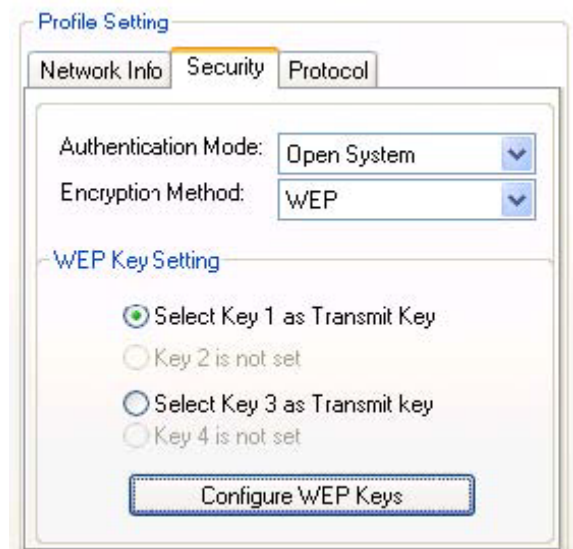 Profile Setting
Network Info Security Protocol
Authentication Mode: Open System
Encryption Method: WEP
WEP Key Setting
Select Key 1 as Transmit Key
Key 2 is not set
Select Key 3 as Transmit key
Key 4 is not set
Configure WEP Keys